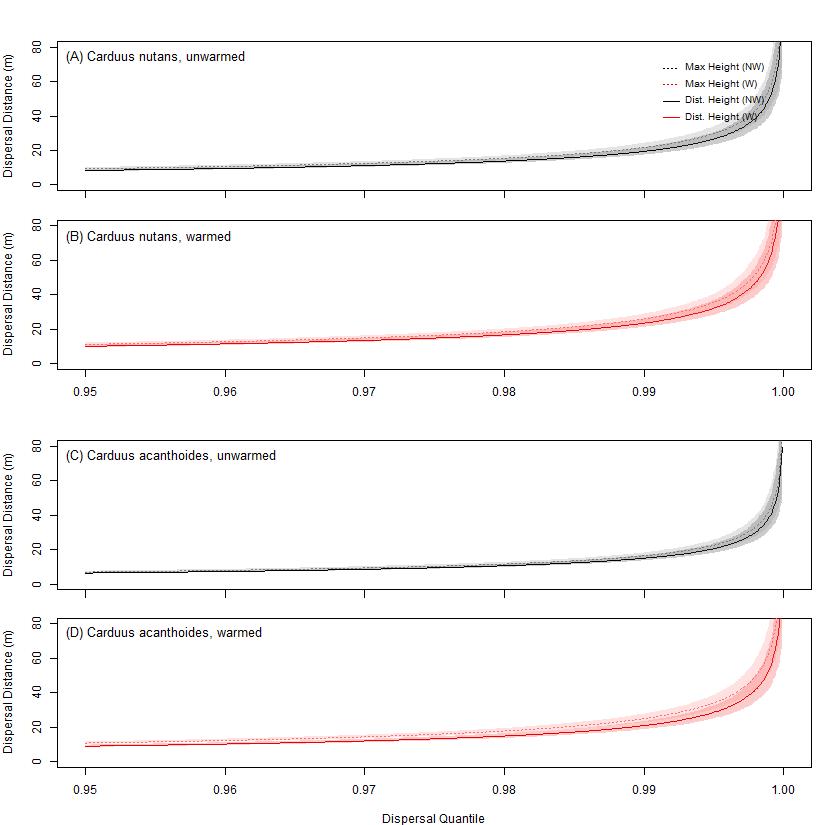 (A) Carduus nutans, unwarmed
Max Height (NW)
Max Height (W)
Dist. Height (NW)
Dist. Height (W)
Dispersal Distance (m)
80
60
40
20
0
(B) Carduus nutans, warmed
Dispersal Distance (m)
80
60
40
20
0
0.95 0.96 0.97 0.98 0.99 1.00
(C) Carduus acanthoides, unwarmed
Dispersal Distance (m)
80
60
40
20
0
(D) Carduus acanthoides, warmed
Dispersal Distance (m)
80
60
40
20
0
0.95 0.96 0.97 0.98 0.99 1.00
Dispersal Quantile